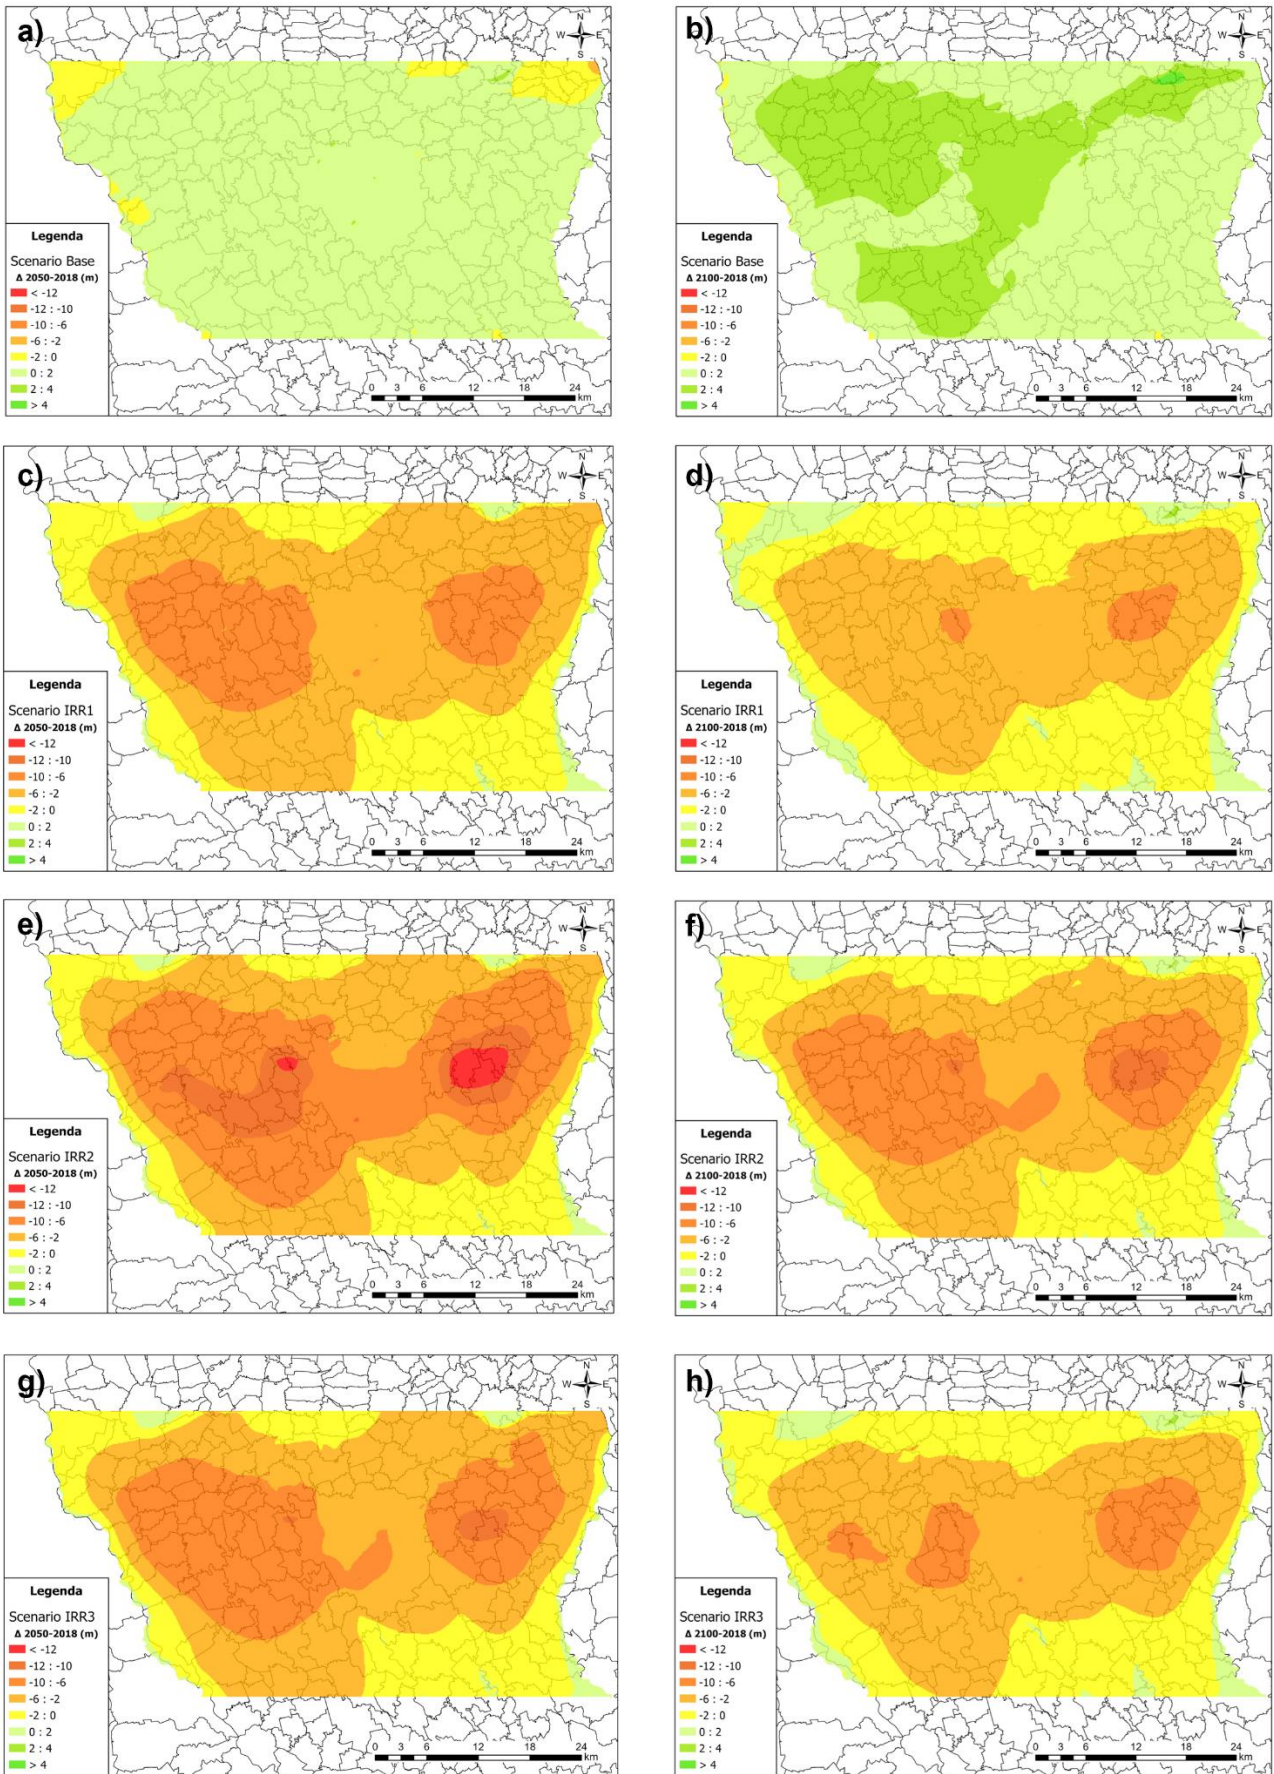 a)
N
W E
S
Legenda
Scenario Base
Δ 2050-2018 (m)
< -12
-12 : -10
-10 : -6
-6 : -2
-2 : 0
0 : 2
2 : 4
> 4
0 3 6 12 18 24
km
b)
N
W E
S
Legenda
Scenario Base
Δ 2100-2018 (m)
< -12
-12 : -10
-10 : -6
-6 : -2
-2 : 0
0 : 2
2 : 4
> 4
0 3 6 12 18 24
km
c)
N
W E
S
Legenda
Scenario IRR1
Δ 2050-2018 (m)
< -12
-12 : -10
-10 : -6
-6 : -2
-2 : 0
0 : 2
2 : 4
> 4
0 3 6 12 18 24
km
d)
N
W E
S
Legenda
Scenario IRR1
Δ 2100-2018 (m)
< -12
-12 : -10
-10 : -6
-6 : -2
-2 : 0
0 : 2
2 : 4
> 4
0 3 6 12 18 24
km
e)
N
W E
S
Legenda
Scenario IRR2
Δ 2050-2018 (m)
< -12
-12 : -10
-10 : -6
-6 : -2
-2 : 0
0 : 2
2 : 4
> 4
0 3 6 12 18 24
km
f)
N
W E
S
Legenda
Scenario IRR2
Δ 2100-2018 (m)
< -12
-12 : -10
-10 : -6
-6 : -2
-2 : 0
0 : 2
2 : 4
> 4
0 3 6 12 18 24
km
g)
N
W E
S
Legenda
Scenario IRR3
Δ 2050-2018 (m)
< -12
-12 : -10
-10 : -6
-6 : -2
-2 : 0
0 : 2
2 : 4
> 4
0 3 6 12 18 24
km
h)
N
W E
S
Legenda
Scenario IRR3
Δ 2100-2018 (m)
< -12
-12 : -10
-10 : -6
-6 : -2
-2 : 0
0 : 2
2 : 4
> 4
0 3 6 12 18 24
km